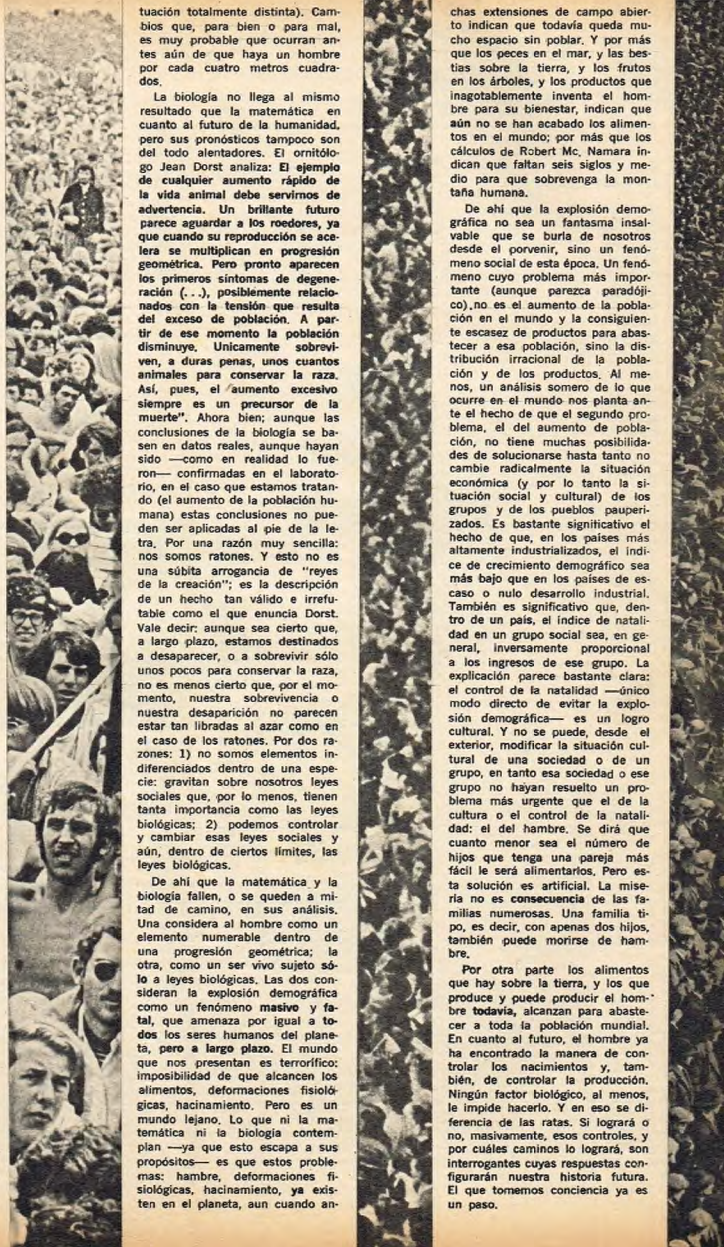 tuación totalmente distinta). Cam-
bios que, para bien o para mal,
es muy probable que ocurran an-
tes aún de que haya un hombre
por cada cuatro metros cuadra-
dos.
La biología no llega al mismo
resultado que la matemática en
cuanto al futuro de la humanidad,
pero sus pronósticos tampoco son
del todo alentadores. El ornitólo-
go Jean Dorst analiza: El ejemplo
de cualquier aumento rápido de
la vida animal debe servirnos de
advertencia. Un brillante futuro
parece aguardar a los roedores, ya
que cuando su reproducción se ace-
lera se multiplican en progresión
geométrica. Pero pronto aparecen
los primeros síntomas de degene-
ración (...), posiblemente relacio-
nados con la tensión que resulta
del exceso de población. A par-
tir de ese momento la población
disminuye. Unicamente sobrevi-
ven, a duras penas, unos cuantos
animales para conservar la raza.
Así, pues, el aumento excesivo
siempre es un precursor de la
muerte". Ahora bien; aunque las
conclusiones de la biología se ba-
sen en datos reales, aunque hayan
sido —como en realidad lo fue-
ron— confirmadas en el laborato-
rio, en el caso que estamos tratan-
do (el aumento de la población hu-
mana) estas conclusiones no pue-
den ser aplicadas al pie de la le-
tra. Por una razón muy sencilla:
nos somos ratones. Y esto no es
una súbita arrogancia de "reyes
de la creación"; es la descripción
de un hecho tan válido e irrefu-
table como el que enuncia Dorst.
Vale decir: aunque sea cierto que,
a largo plazo, estamos destinados
a desaparecer, o a sobrevivir sólo
unos pocos para conservar la raza,
no es menos cierto que, por el mo-
mento, nuestra sobrevivencia o
nuestra desaparición no parecen
estar tan libradas al azar como en
el caso de los ratones. Por dos ra-
zones: 1) no somos elementos in-
diferenciados dentro de una espe-
cie: gravitan sobre nosotros leyes
sociales que, por lo menos, tienen
tanta importancia como las leyes
biológicas; 2) podemos controlar
y cambiar esas leyes sociales y
aún, dentro de ciertos límites, las
leyes biológicas.
De ahí que la matemática y la
biología fallen, o se queden a mi-
tad de camino, en sus análisis.
Una considera al hombre como un
elemento numerable dentro de
una progresión geométrica; la
otra, como un ser vivo sujeto só-
lo a leyes biológicas. Las dos con-
sideran la explosión demográfica
como un fenómeno masivo y fa-
tal, que amenaza por igual a to-
dos los seres humanos del plane-
ta, pero a largo plazo. El mundo
que nos presentan es terrorífico:
imposibilidad de que alcancen los
alimentos, deformaciones fisioló-
gicas, hacinamiento. Pero es un
mundo lejano. Lo que ni la ma-
temática ni la biología contem-
plan —ya que esto escapa a sus
propósitos— es que estos proble-
mas: hambre, deformaciones fi-
siológicas, hacinamiento, ya exis-
ten en el planeta, aun cuando an-
chas extensiones de campo abier-
to indican que todavía queda mu-
cho espacio sin poblar. Y por más
que los peces en el mar, y las bes-
tias sobre la tierra, y los frutos
en los árboles, y los productos que
inagotablemente inventa el hom-
bre para su bienestar, indican que
aún no se han acabado los alimen-
tos en el mundo; por más que los
cálculos de Robert Mc. Namara in-
dican que faltan seis siglos y me-
dio para que sobrevenga la mon-
taña humana.
De ahí que la explosión demo-
gráfica no sea un fantasma insal-
vable que se burla de nosotros
desde el porvenir, sino un fenó-
meno social de esta época. Un fenó-
meno cuyo problema más impor-
tante (aunque parezca paradóji-
co) no es el aumento de la pobla-
ción en el mundo y la consiguien-
te escasez de productos para abas-
tecer a esa población, sino la dis-
tribución irracional de la pobla-
ción y de los productos. Al me-
nos, un análisis somero de lo que
ocurre en el mundo nos planta an-
te el hecho de que el segundo pro-
blema, el del aumento de pobla-
ción, no tiene muchas posibilida-
des de solucionarse hasta tanto no
cambie radicalmente la situación
económica (y por lo tanto la si-
tuación social y cultural) de los
grupos y de los pueblos pauperi-
zados. Es bastante significativo el
hecho de que, en los países más
altamente industrializados, el índi-
ce de crecimiento demográfico sea
más bajo que en los países de es-
caso o nulo desarrollo industrial.
También es significativo que, den-
tro de un país, el índice de natali-
dad en un grupo social sea, en ge-
neral, inversamente proporcional
a los ingresos de ese grupo. La
explicación parece bastante clara:
el control de la natalidad —único
modo directo de evitar la explo-
sión demográfica— es un logro
cultural. Y no se puede, desde el
exterior, modificar la situación cul-
tural de una sociedad o de un
grupo, en tanto esa sociedad o ese
grupo no hayan resuelto un pro-
blema más urgente que el de la
cultura o el control de la natali-
dad: el del hambre. Se dirá que
cuanto menor sea el número de
hijos que tenga una pareja más
fácil le será alimentarlos. Pero es-
ta solución es artificial. La mise-
ria no es consecuencia de las fa-
milias numerosas. Una familia ti-
po, es decir, con apenas dos hijos,
también puede morirse de ham-
bre.
Por otra parte los alimentos
que hay sobre la tierra, y los que
produce y puede producir el hom-
bre todavía, alcanzan para abaste-
cer a toda la población mundial.
En cuanto al futuro, el hombre ya
ha encontrado la manera de con-
trolar los nacimientos y, tam-
bién, de controlar la producción.
Ningún factor biológico, al menos,
le impide hacerlo. Y en eso se di-
ferencia de las ratas. Si logrará o
no, masivamente, esos controles, y
por cuáles caminos lo logrará, son
interrogantes cuyas respuestas con-
figurarán nuestra historia futura.
El que tomemos conciencia ya es
un paso.